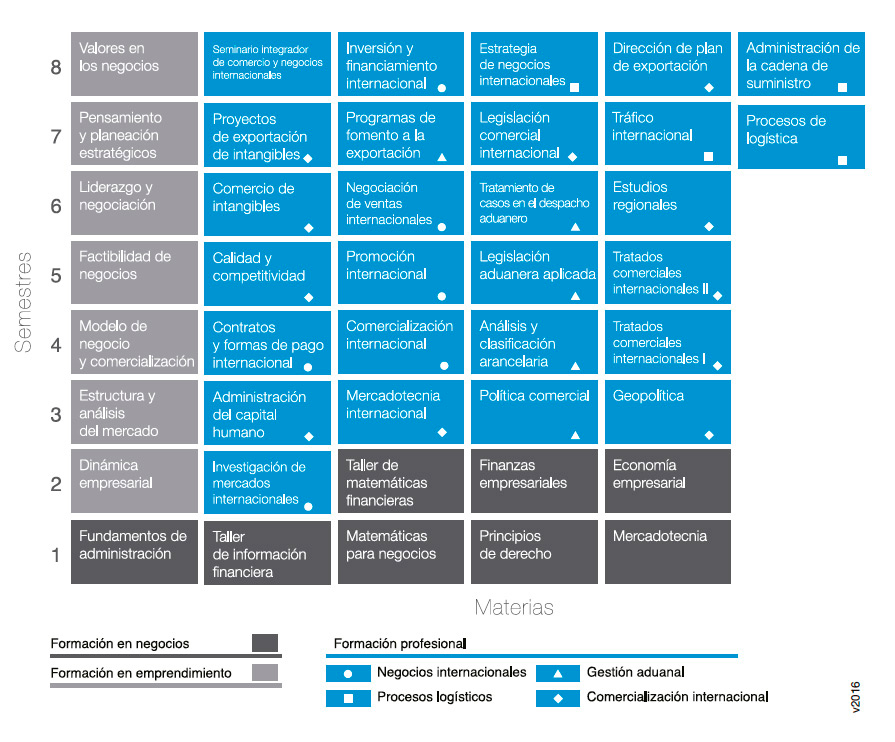 Semestres
8
Valores en
los negocios
Seminario integrador
de comercio y negocios
internacionales
Inversión y
financiamiento
internacional
Estrategia
de negocios
internacionales
Dirección de plan
de exportación
Administración de
la cadena de
suministro
7
Pensamiento
y planeación
estratégicos
Proyectos
de exportación
de intangibles
Programas de
fomento a la
exportación
Legislación
comercial
internacional
Tráfico
internacional
Procesos de
logística
6
Liderazgo y
negociación
Comercio de
intangibles
Negociación
de ventas
internacionales
Tratamiento de
casos en el despacho
aduanero
Estudios
regionales
5
Factibilidad de
negocios
Calidad y
competitividad
Promoción
internacional
Legislación
aduanera aplicada
Tratados
comerciales
internacionales II
4
Modelo de
negocio
y comercialización
Contratos
y formas de pago
internacional
Comercialización
internacional
Análisis y
clasificación
arancelaria
Tratados
comerciales
internacionales I
3
Estructura y
análisis
del mercado
Administración
del capital
humano
Mercadotecnia
internacional
Política comercial
Geopolítica
2
Dinámica
empresarial
Investigación de
mercados
internacionales
Taller de
matemáticas
financieras
Finanzas
empresariales
Economía
empresarial
1
Fundamentos de
administración
Taller
de información
financiera
Matemáticas
para negocios
Principios
de derecho
Mercadotecnia
Materias
Formación en negocios
Formación en emprendimiento
Formación profesional
Negocios internacionales
Gestión aduanal
Procesos logísticos
Comercialización internacional
v2016